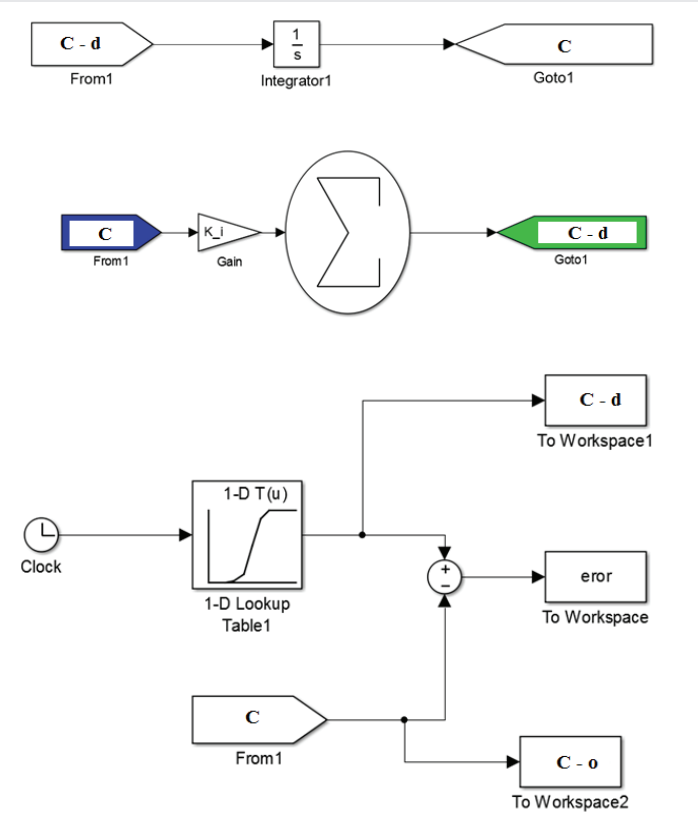 C - d
From1
1
s
Integrator1
C
Goto1
C
From1
K_i
Gain
C - d
Goto1
C - d
To Workspace1
Clock
1-D T(u)
1-D Lookup
Table1
+
−
eror
To Workspace
C
From1
C - o
To Workspace2